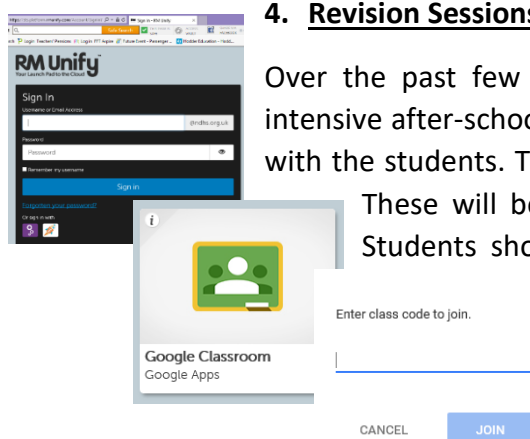 4. Revision Sessions
Over the past few
intensive after-schoo
with the students. T
These will b
Students sho
RM Unify
Your Launch Pad to the Cloud
Sign In
Username or Email Address
@ndhs.org.uk
Password
Password
Remember my username
Sign in
Forgotten your password?
Or sign in with
i
Google Classroom
Google Apps
Enter class code to join.
CANCEL
JOIN